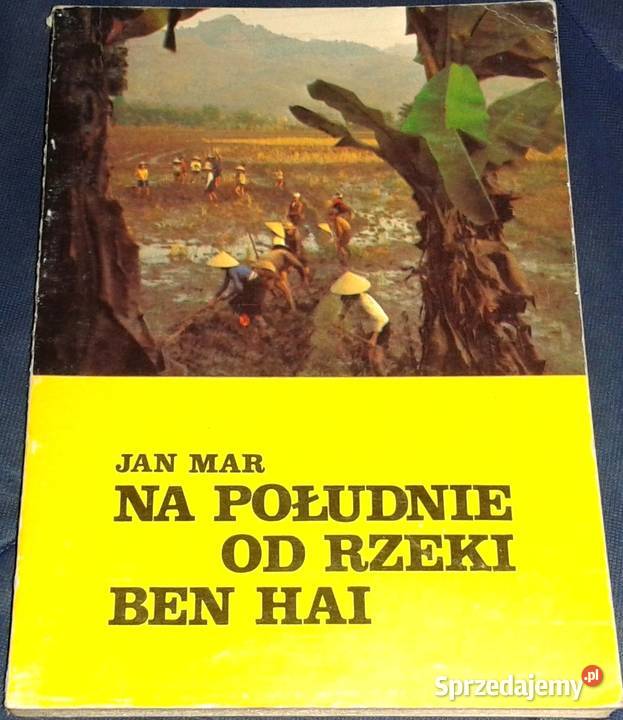 JAN MAR
NA POŁUDNIE
OD RZEKI
BEN HAI
Sprzedajemy.pl